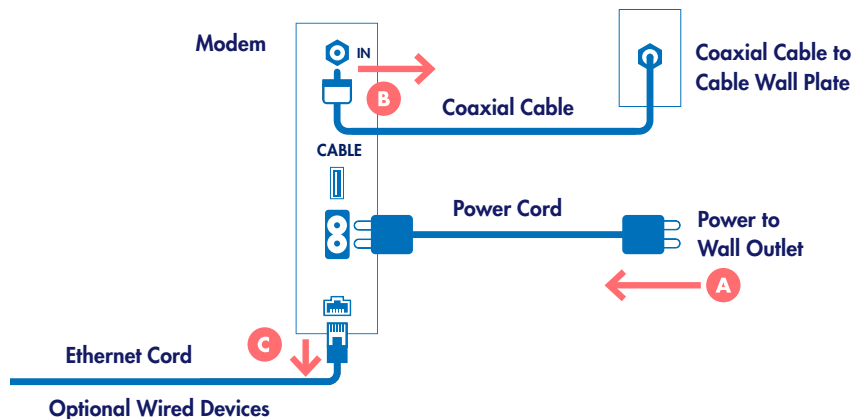 Modem
IN
Coaxial Cable to
Cable Wall Plate
B
Coaxial Cable
CABLE
Power Cord
Power to
Wall Outlet
A
C
Ethernet Cord
Optional Wired Devices